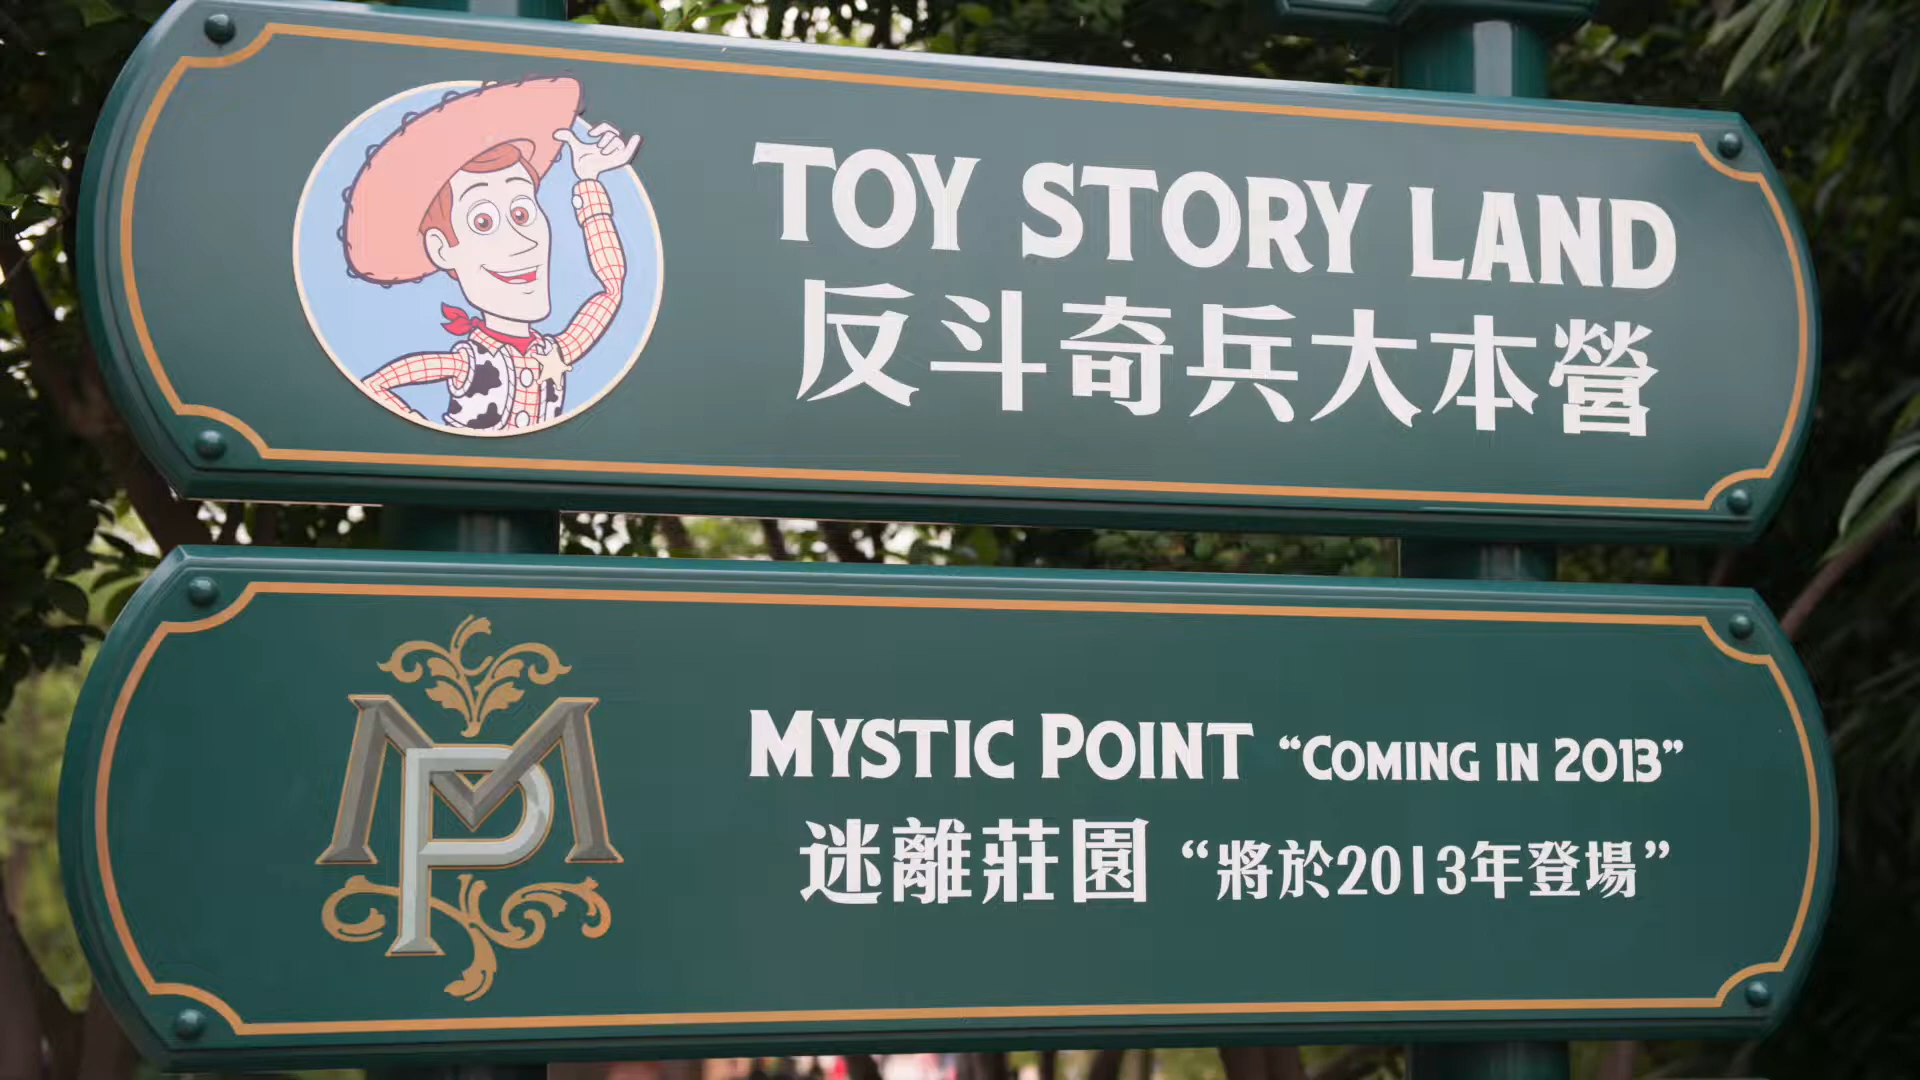 TOY STORY LAND
反斗奇兵大本營
MP
MYSTIC POINT “COMING IN 2013”
迷離莊園 “將於2013年登場”